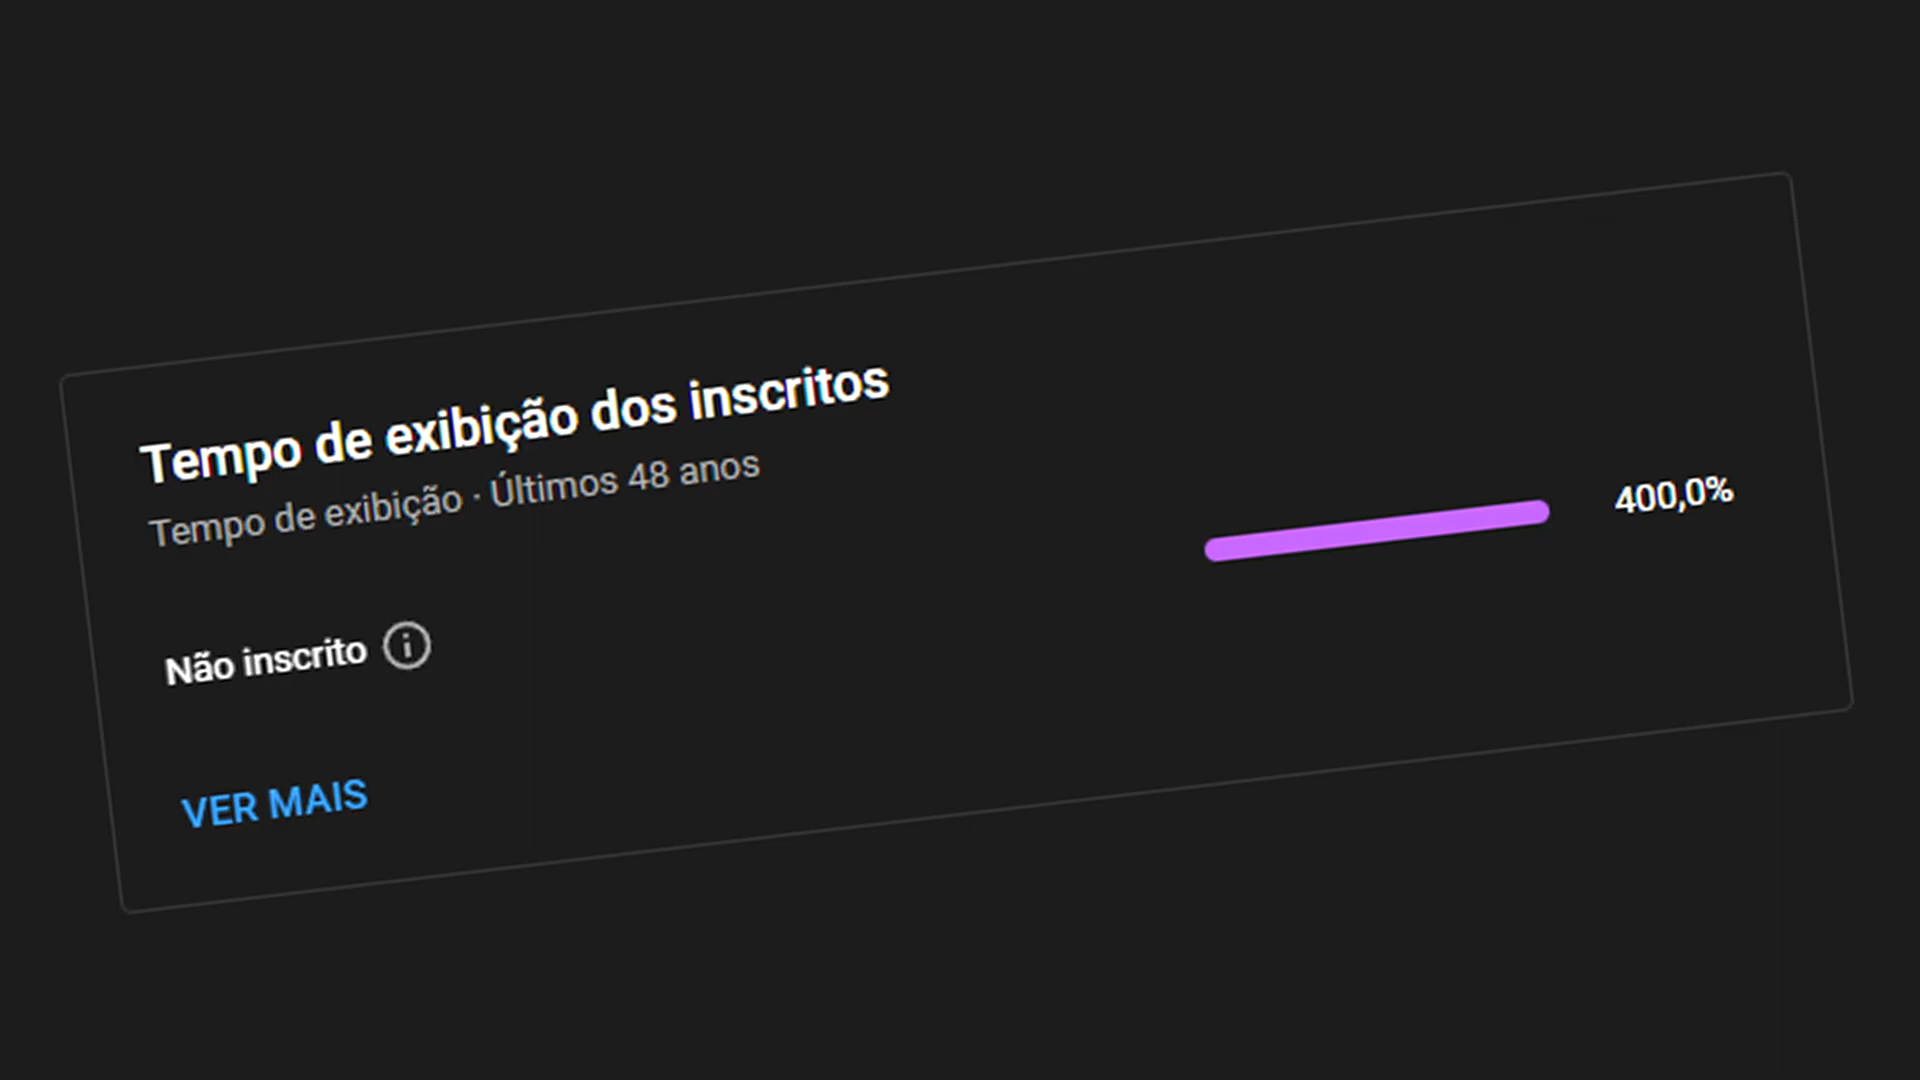 Tempo de exibição dos inscritos
Tempo de exibição · Últimos 48 anos
400,0%
Não inscrito
VER MAIS